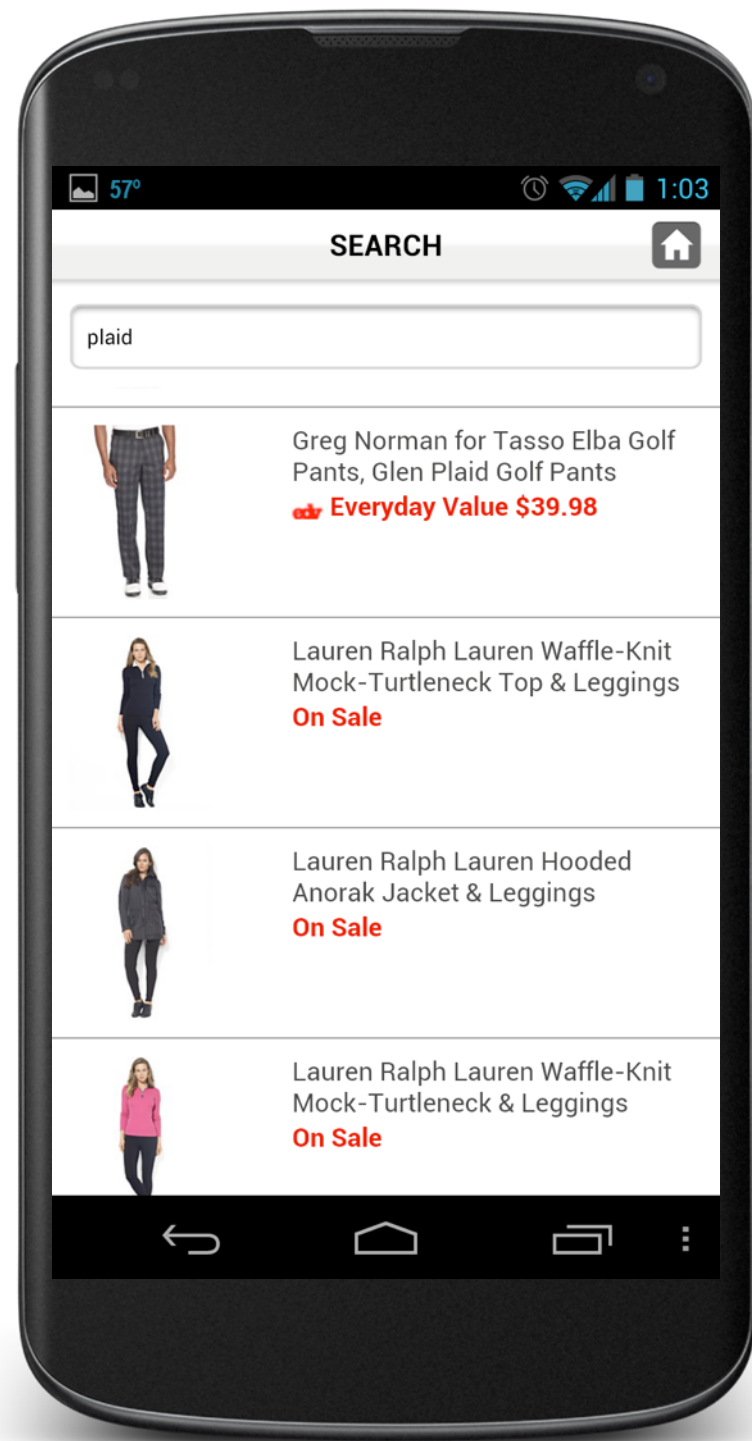 57°
1:03
SEARCH
plaid
Greg Norman for Tasso Elba Golf
Pants, Glen Plaid Golf Pants
edv Everyday Value $39.98
Lauren Ralph Lauren Waffle-Knit
Mock-Turtleneck Top & Leggings
On Sale
Lauren Ralph Lauren Hooded
Anorak Jacket & Leggings
On Sale
Lauren Ralph Lauren Waffle-Knit
Mock-Turtleneck & Leggings
On Sale